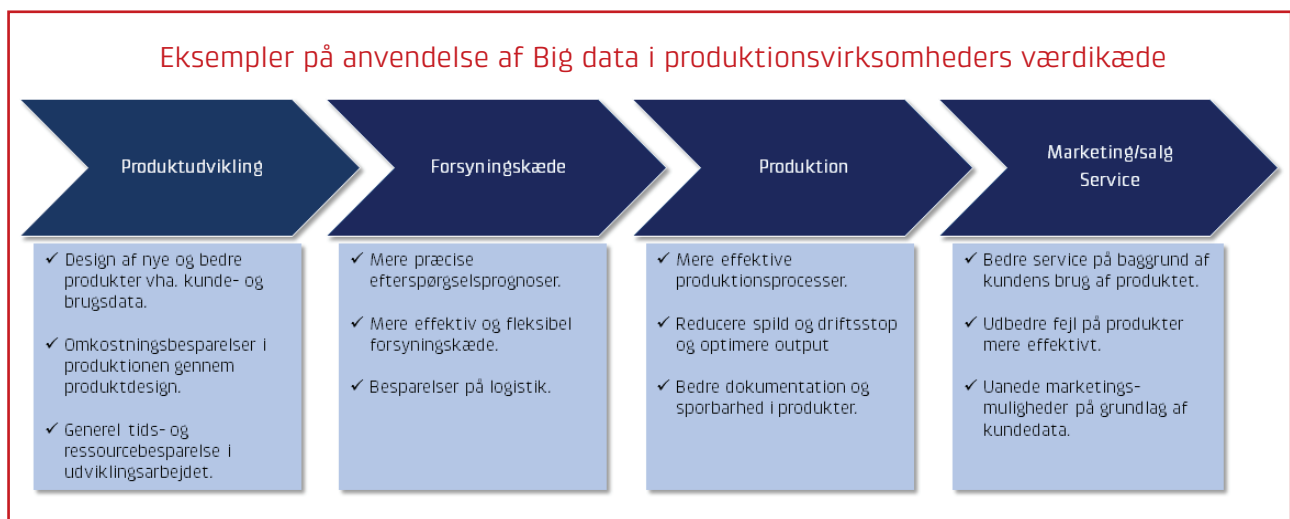 Eksempler på anvendelse af Big data i produktionsvirksomheders værdikæde
Produktudvikling
✓ Design af nye og bedre
produkter vha. kunde- og
brugsdata.
✓ Omkostningsbesparelser i
produktionen gennem
produktdesign.
✓ Generel tids- og
ressourcebesparelse i
udviklingsarbejdet.
Forsyningskæde
✓ Mere præcise
efterspørgselsprognoser.
✓ Mere effektiv og fleksibel
forsyningskæde.
✓ Besparelser på logistik.
Produktion
✓ Mere effektive
produktionsprocesser.
✓ Reducere spild og driftsstop
og optimere output
✓ Bedre dokumentation og
sporbarhed i produkter.
Marketing/salg
Service
✓ Bedre service på baggrund af
kundens brug af produktet.
✓ Udbedre fejl på produkter
mere effektivt.
✓ Uanede marketings-
muligheder på grundlag af
kundedata.